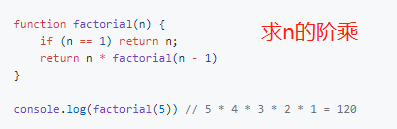 function factorial(n) {
    if (n == 1) return n;
    return n * factorial(n - 1)
}
console.log(factorial(5)) // 5 * 4 * 3 * 2 * 1 = 120
求n的阶乘